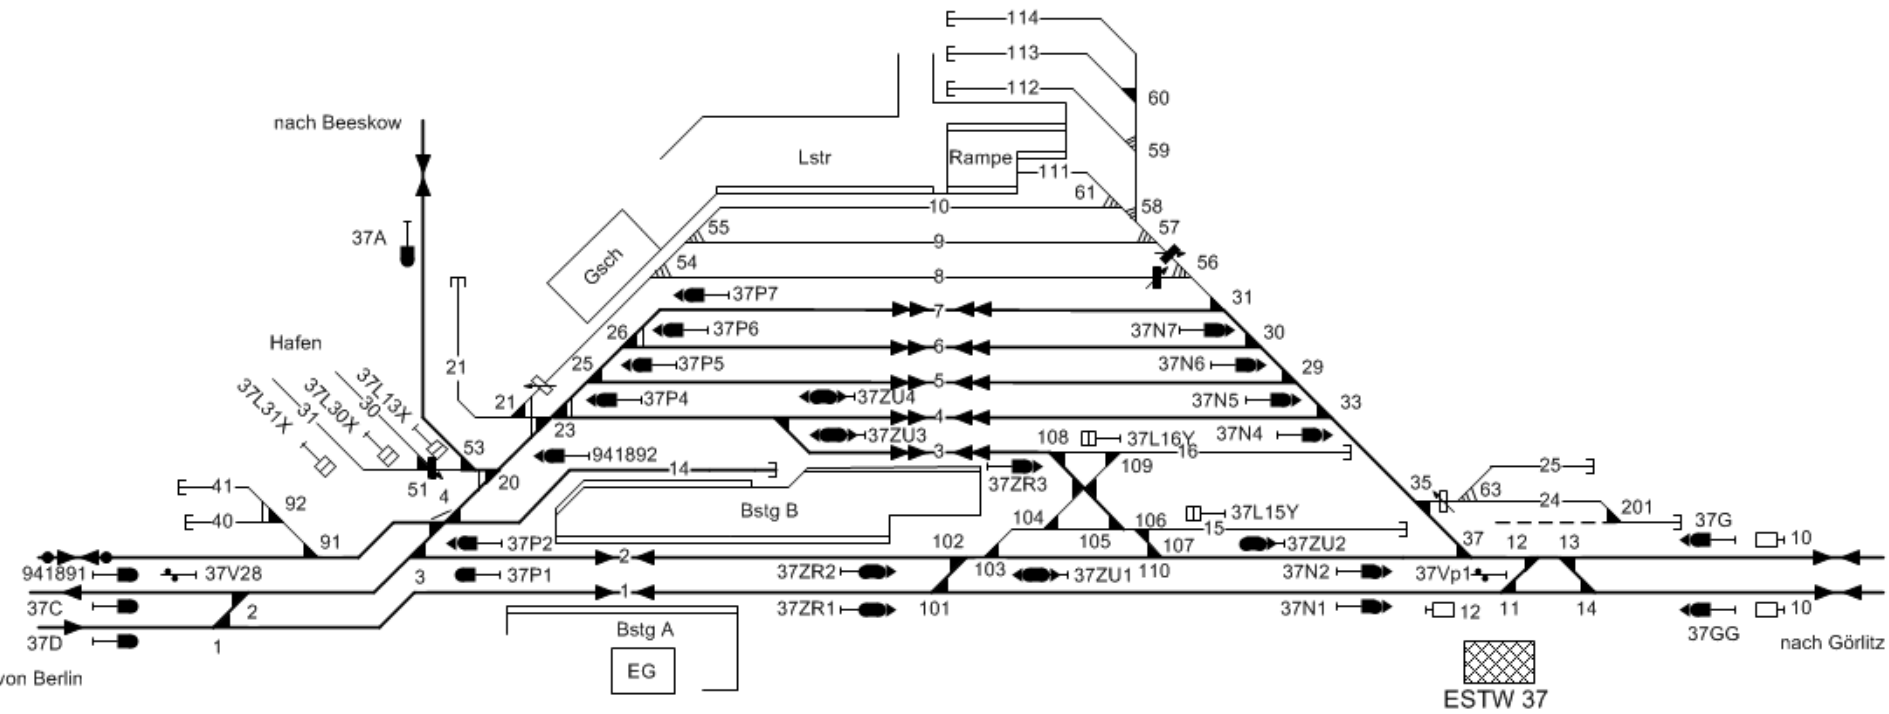 114
113
112
60
nach Beeskow
59
Lstr
Rampe
111
61
10
58
55
57
37A
9
54
56
Gsch
8
37P7
31
7
26
37P6
37N7
30
Hafen
6
21
25
37P5
37N6
29
37L13X
37L30X
37L31X
30
31
21
37P4
5
37ZU4
37N5
33
4
23
53
37ZU3
108
37L16Y
37N4
941892
3
16
14
109
25
51
4
20
37ZR3
35
63
41
92
24
201
40
Bstg B
104
106
37L15Y
15
37G
91
37P2
102
105
107
37ZU2
37
12
13
10
2
941891
37V28
3
37P1
37ZR2
103
37ZU1
110
37N2
37Vp1
37C
2
1
37ZR1
101
37N1
12
11
14
10
37D
1
Bstg A
37GG
nach Görlitz
von Berlin
EG
ESTW 37